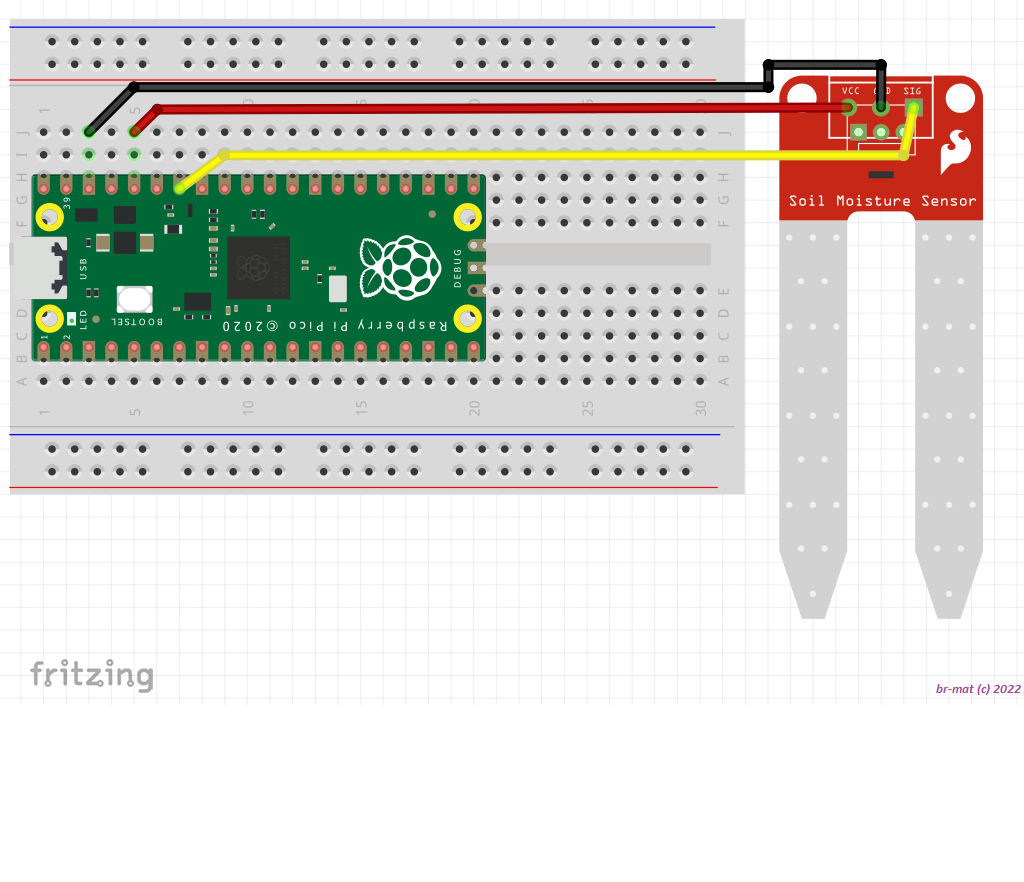 VCC GND SIG
1 5 10 15 20 25 30
J J
I I
H H
G G
F F
39
USB
DEBUG
Soil Moisture Sensor
E
BOOTSEL
LED
Raspberry Pi Pico ©2020
D D
1 2
C C
B B
A A
1 5 10 15 20 25 30
fritzing
br-mat (c) 2022